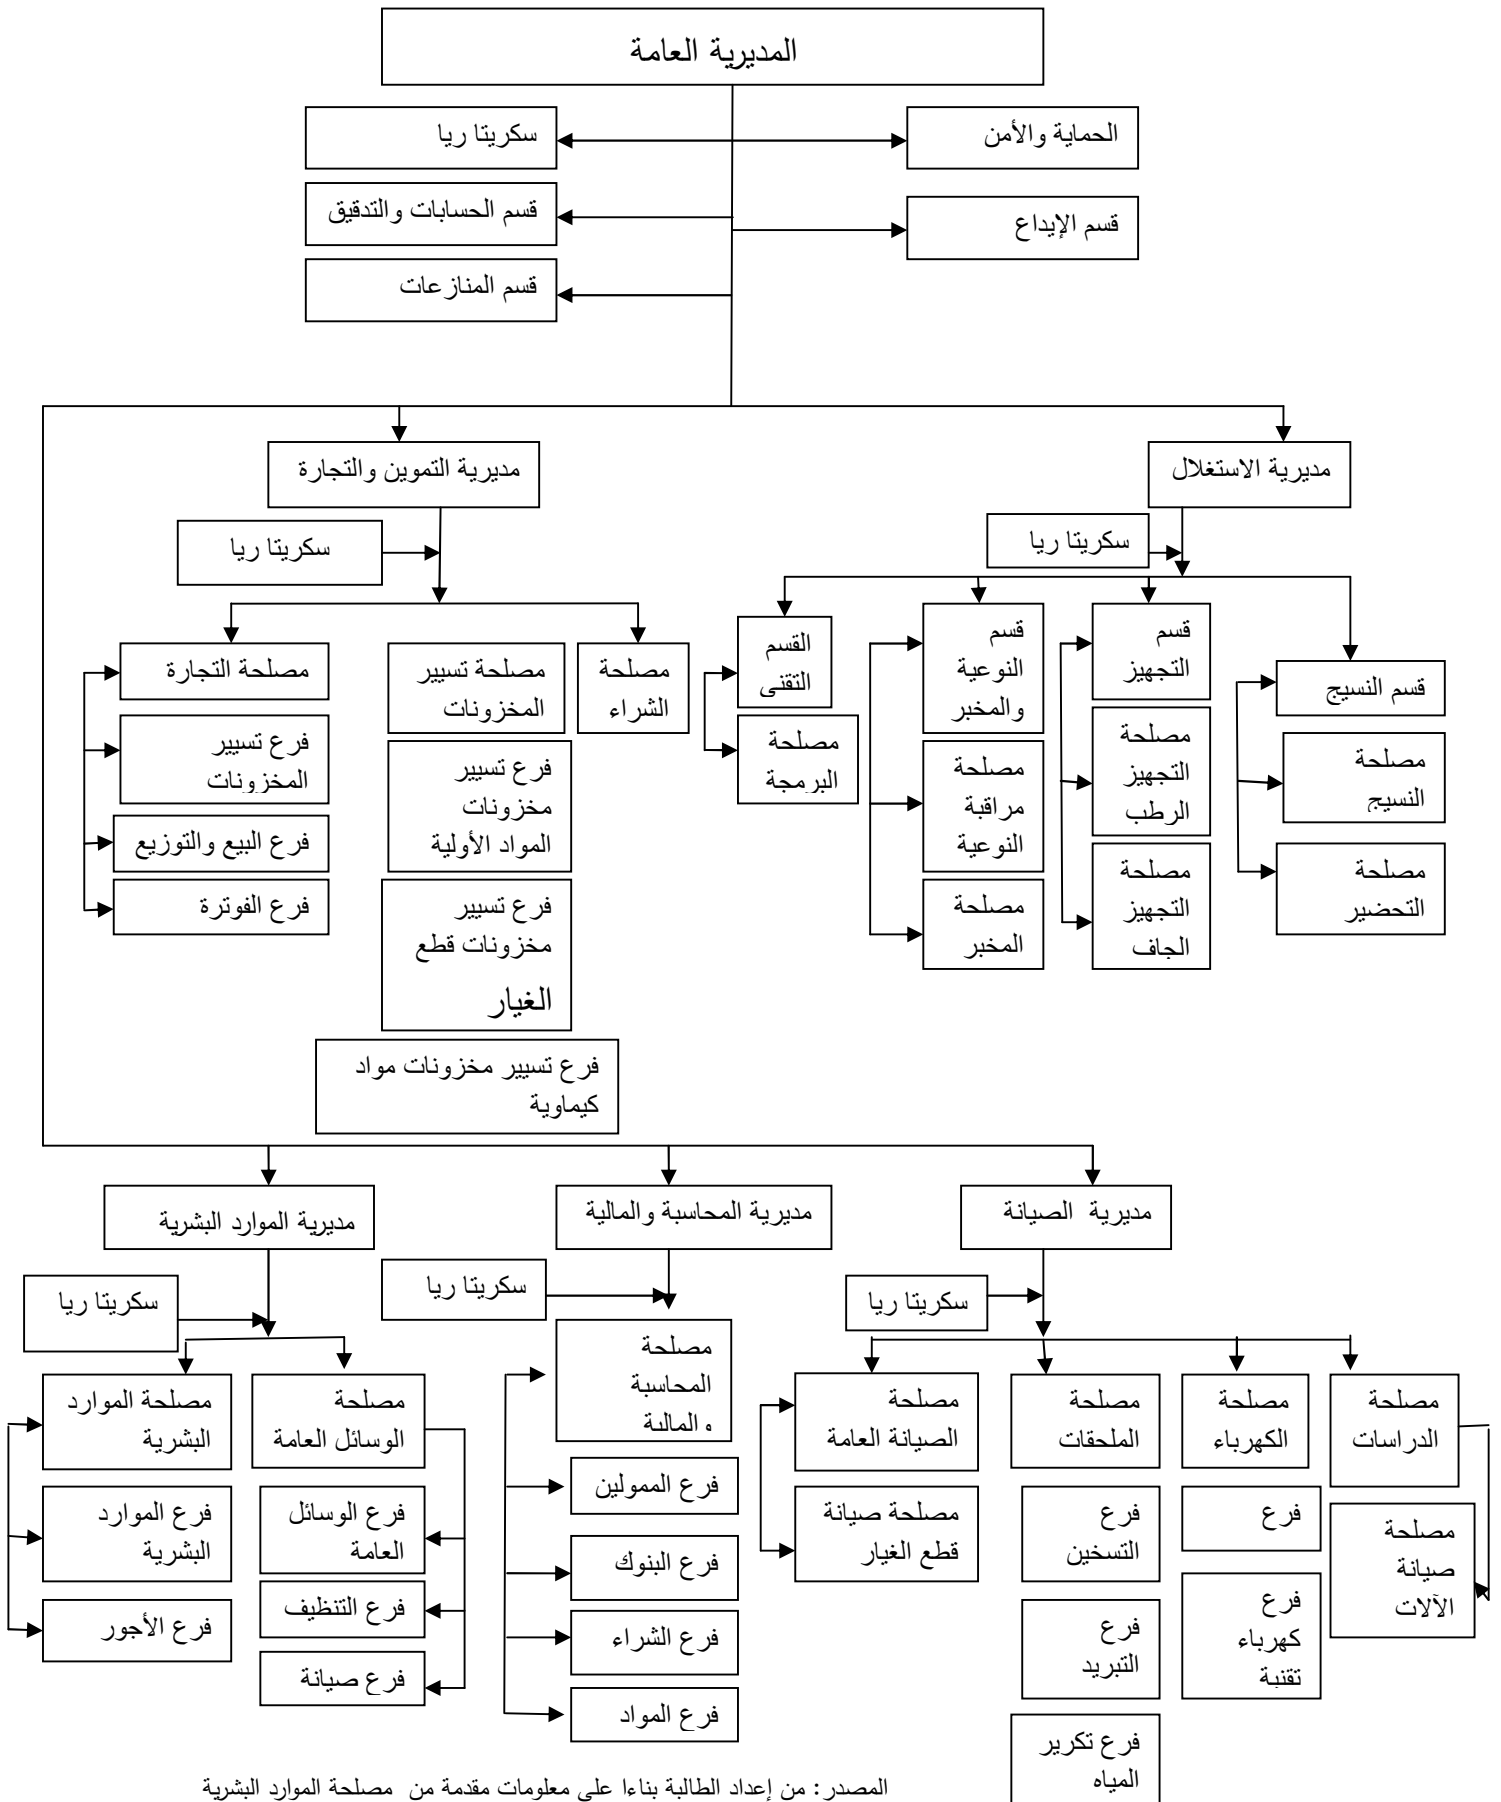 المديرية العامة
الحماية والأمن
سكريتا ريا
قسم الحسابات والتدقيق
قسم الإيداع
قسم المنازعات
مديرية الاستغلال
مديرية التموين والتجارة
سكريتا ريا
سكريتا ريا
قسم النسيج
مصلحة
النسيج
مصلحة
التحضير
قسم
التجهيز
مصلحة
التجهيز
الرطب
مصلحة
التجهيز
الجاف
قسم
النوعية
والمخبر
مصلحة
مراقبة
النوعية
مصلحة
المخبر
القسم
التقني
مصلحة
البرمجة
مصلحة
الشراء
مصلحة تسيير
المخزونات
فرع تسيير
مخزونات
المواد الأولية
فرع تسيير
مخزونات قطع
الغيار
فرع تسيير مخزونات مواد
كيماوية
مصلحة التجارة
فرع تسيير
المخزونات
فرع البيع والتوزيع
فرع الفوترة
مديرية الصيانة
مديرية المحاسبة والمالية
مديرية الموارد البشرية
سكريتا ريا
سكريتا ريا
سكريتا ريا
مصلحة
الدراسات
مصلحة
صيانة
الآلات
مصلحة
الكهرباء
فرع
فرع
كهرباء
تقنية
مصلحة
الملحقات
فرع
التسخين
فرع
التبريد
فرع تكرير
المياه
مصلحة
الصيانة العامة
مصلحة صيانة
قطع الغيار
مصلحة
المحاسبة
والمالية
فرع الممولين
فرع البنوك
فرع الشراء
فرع المواد
مصلحة
الوسائل العامة
فرع الوسائل
العامة
فرع التنظيف
فرع صيانة
مصلحة الموارد
البشرية
فرع الموارد
البشرية
فرع الأجور
المصدر: من إعداد الطالبة بناءا على معلومات مقدمة من مصلحة الموارد البشرية